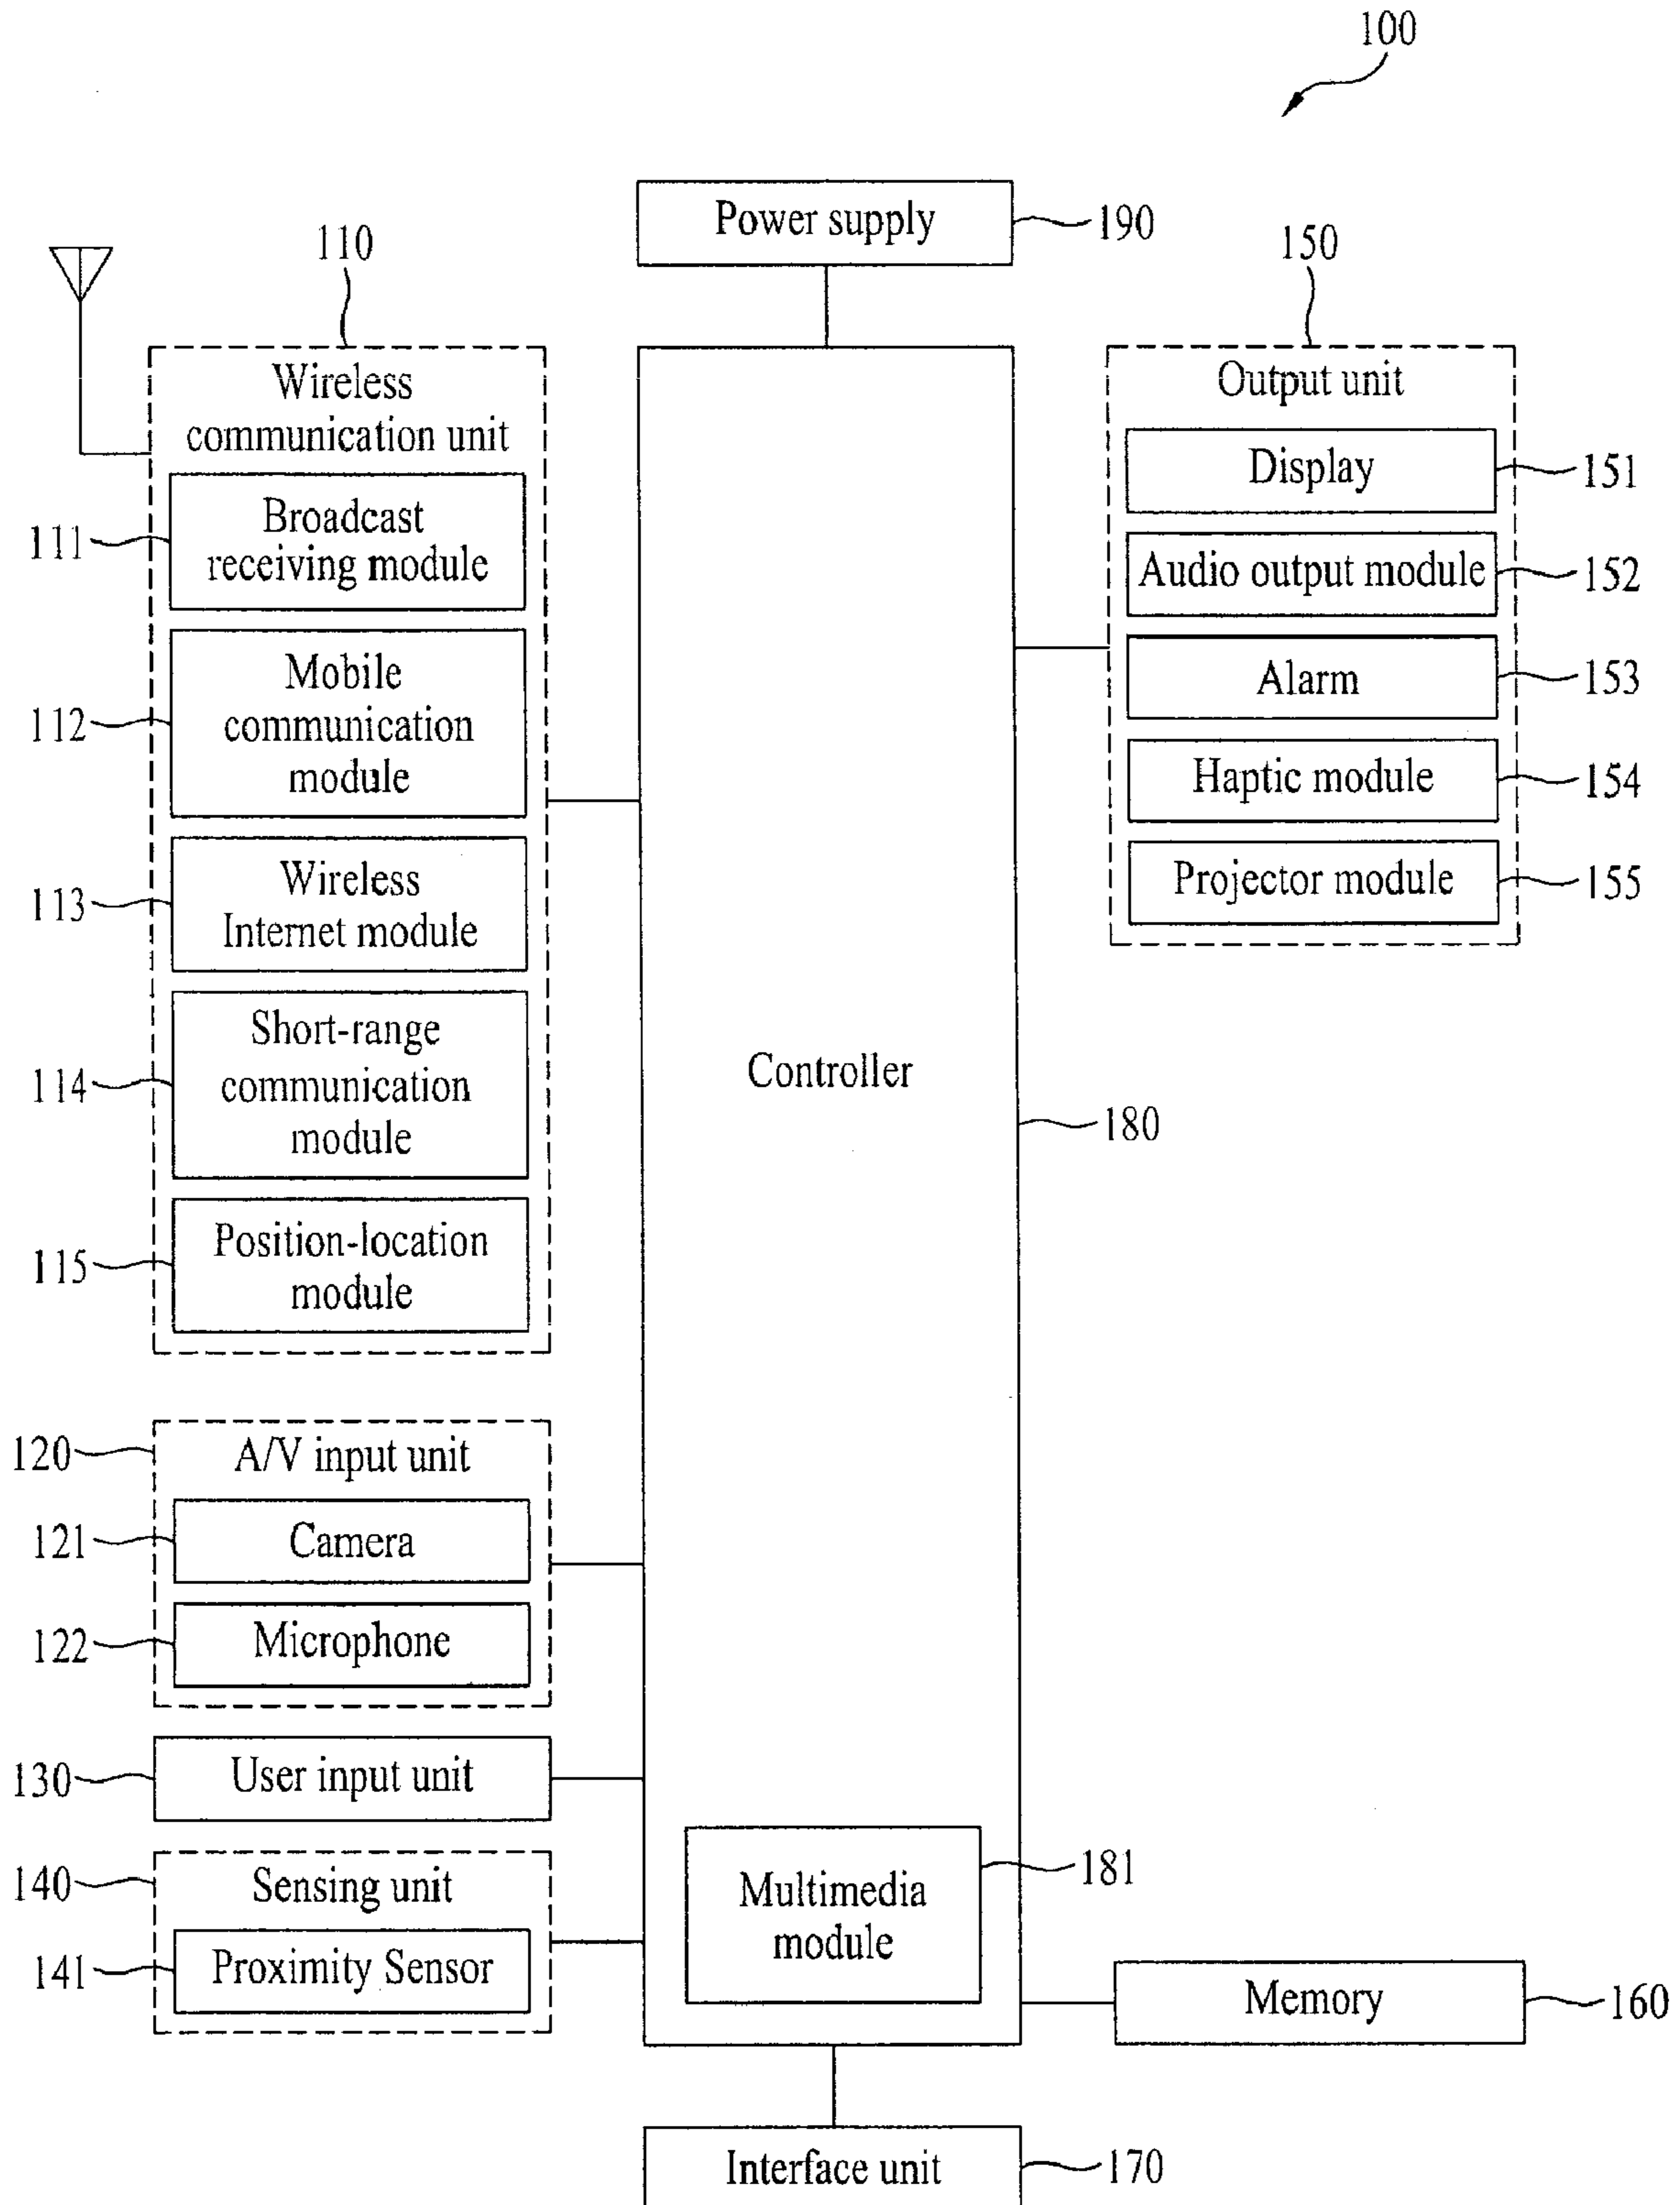 100
Power supply
190
110
Wireless
communication unit
111
Broadcast
receiving module
112
Mobile
communication
module
113
Wireless
Internet module
114
Short-range
communication
module
115
Position-location
module
120
A/V input unit
121
Camera
122
Microphone
130
User input unit
140
Sensing unit
141
Proximity Sensor
Controller
180
Multimedia
module
181
150
Output unit
Display
151
Audio output module
152
Alarm
153
Haptic module
154
Projector module
155
Memory
160
Interface unit
170